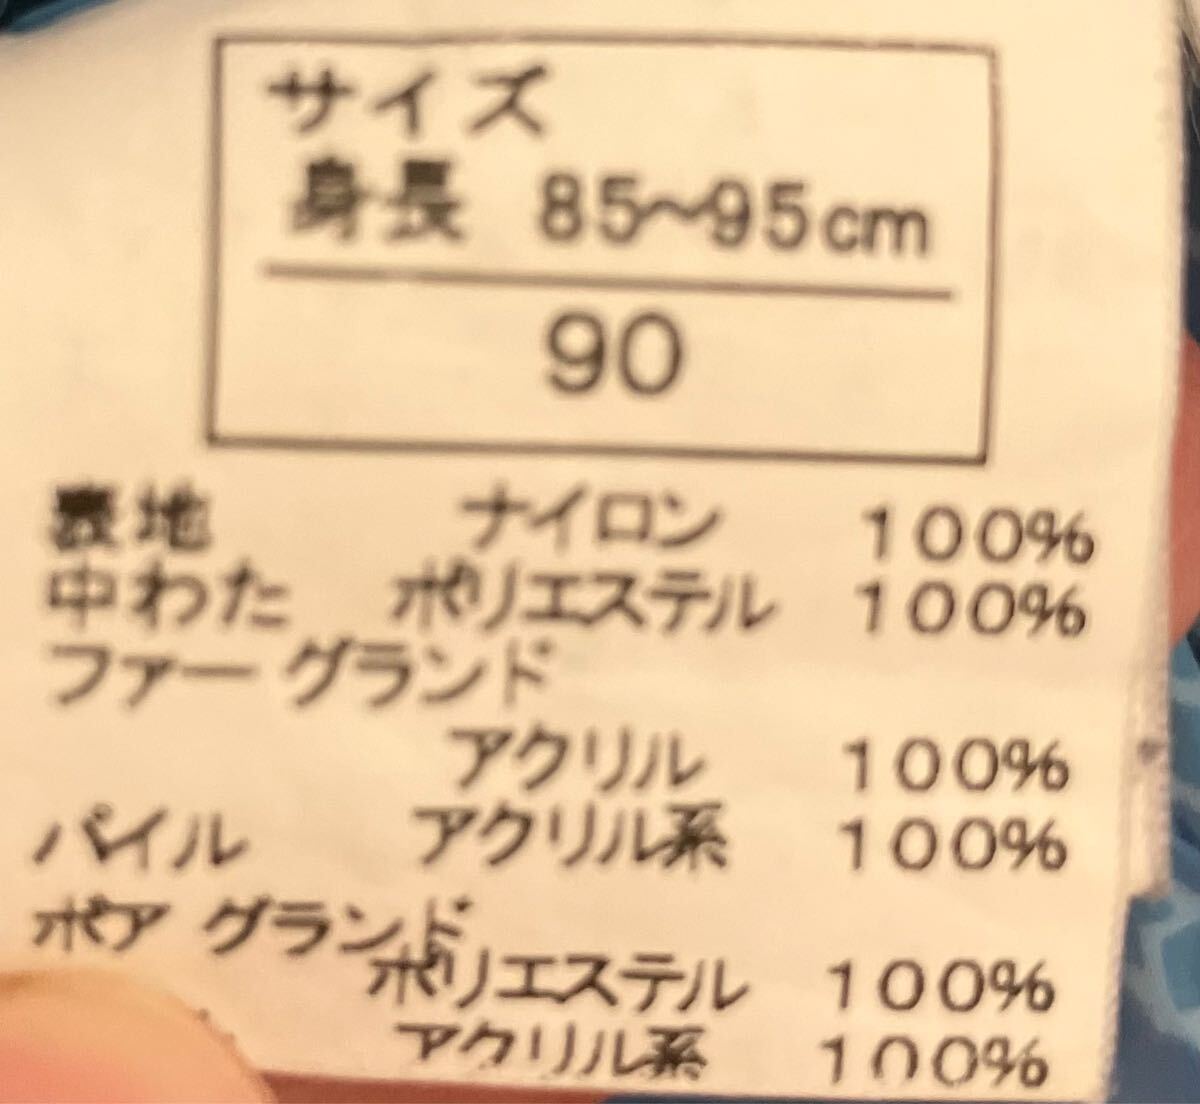 サイズ
身長 85~95cm
90
表地 ナイロン 100%
中わた ポリエステル 100%
ファー グランド
アクリル 100%
パイル アクリル系 100%
ボア グランド
ポリエステル 100%
アクリル系 100%